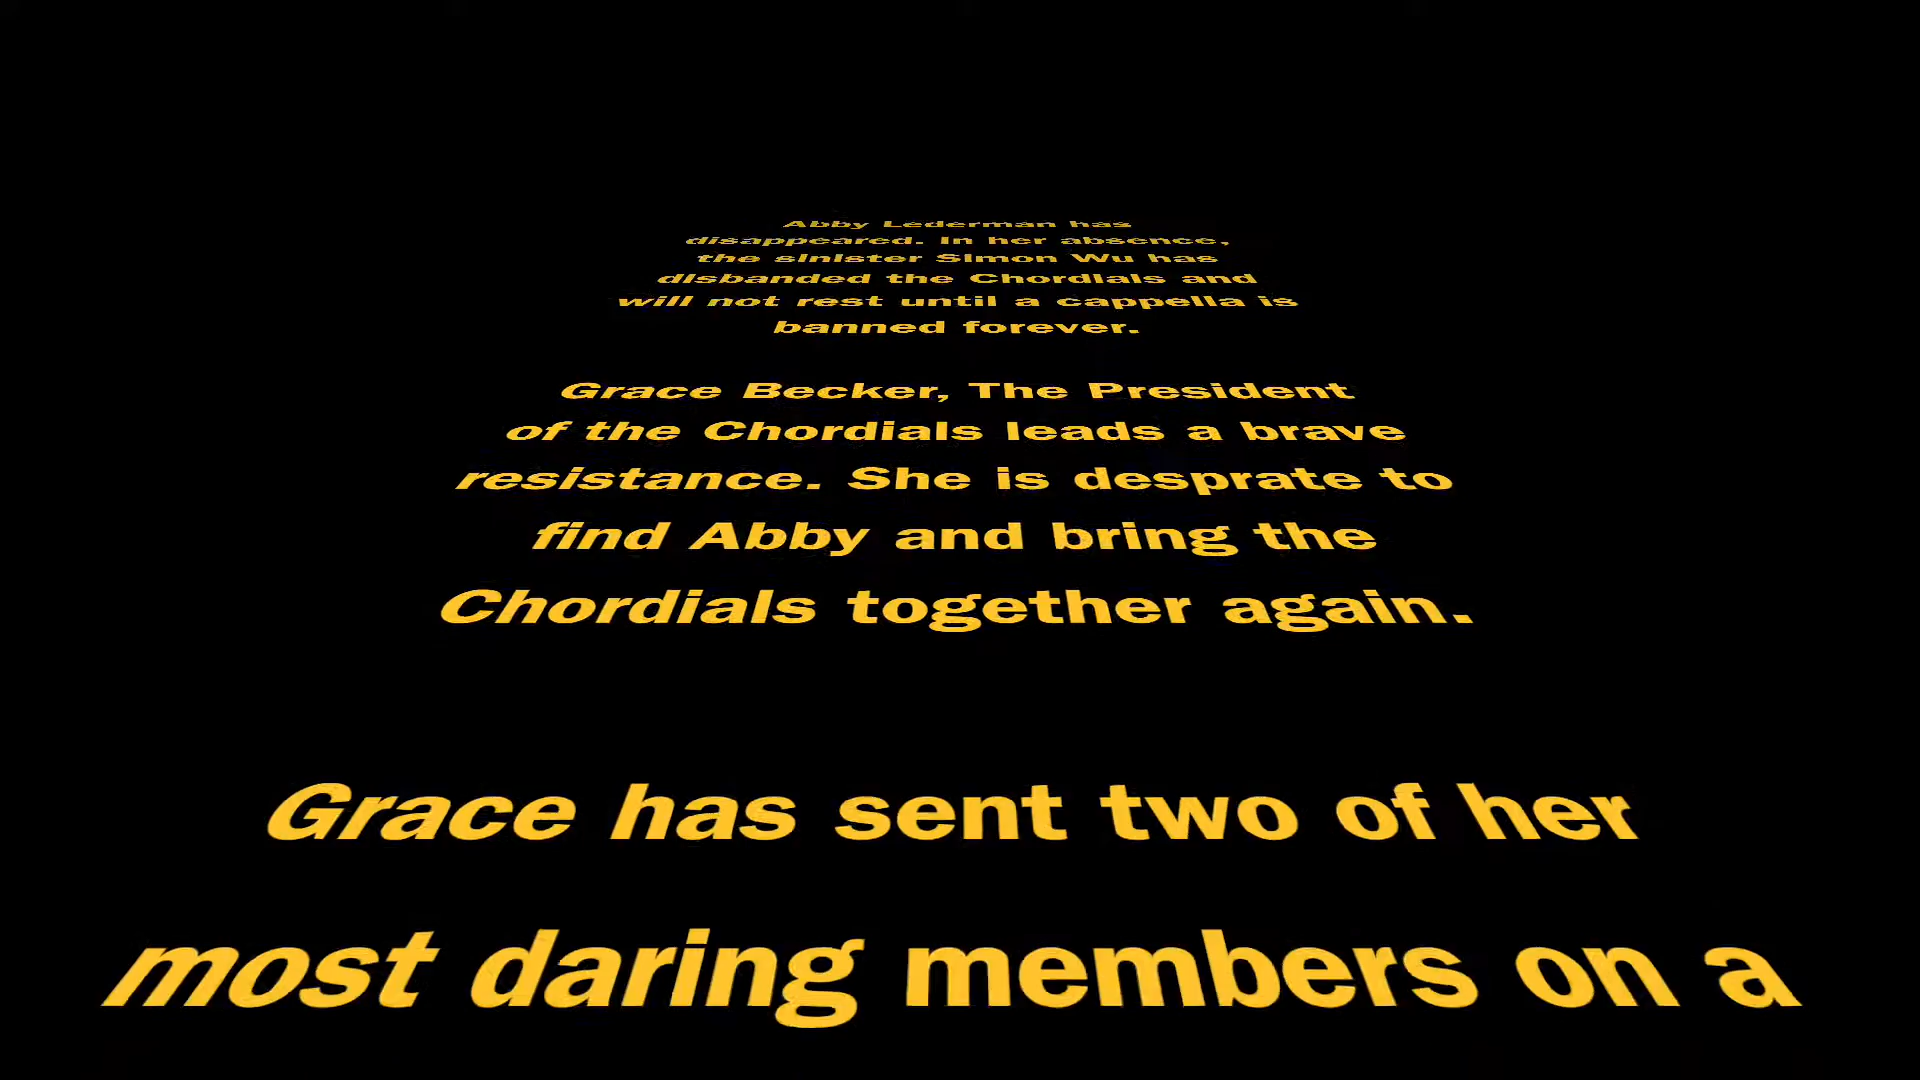 Abby Lederman has
disappeared. In her absence,
the sinister Simon Wu has
disbanded the Chordials and
will not rest until a cappella is
banned forever.
Grace Becker, The President
of the Chordials leads a brave
resistance. She is desprate to
find Abby and bring the
Chordials together again.
Grace has sent two of her
most daring members on a